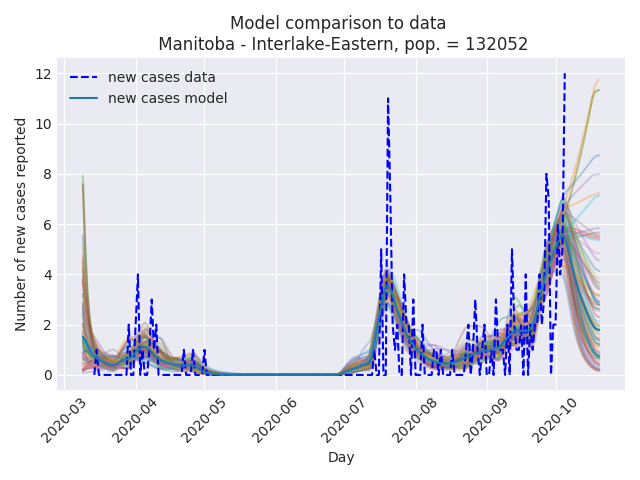 Model comparison to data
Manitoba - Interlake-Eastern, pop. = 132052
new cases data
new cases model
Number of new cases reported
12
10
8
6
4
2
0
2020-03
2020-04
2020-05
2020-06
2020-07
2020-08
2020-09
2020-10
Day